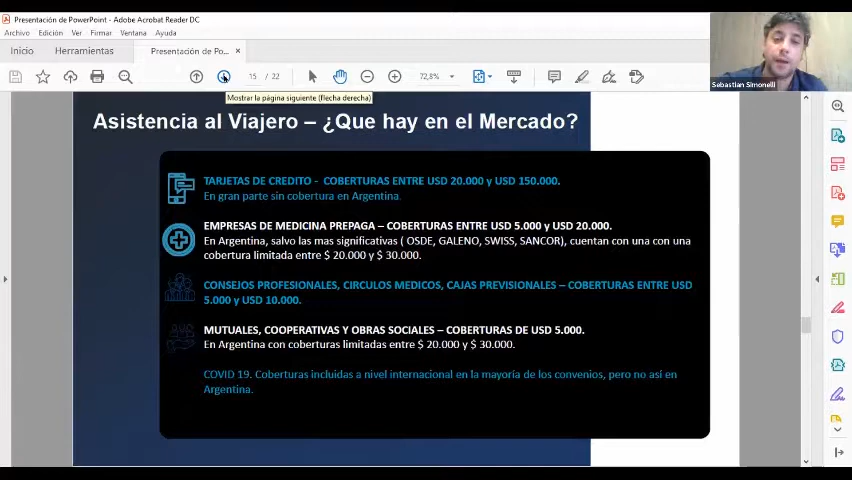 Presentación de PowerPoint - Adobe Acrobat Reader DC
Archivo Edición Ver Firmar Ventana Ayuda
Inicio Herramientas Presentación de Po... ×
15 / 22 72,8%
Mostrar la página siguiente (Flecha derecha)
Sebastian Simonelli
Asistencia al Viajero – ¿Que hay en el Mercado?
TARJETAS DE CREDITO - COBERTURAS ENTRE USD 20.000 y USD 150.000.
En gran parte sin cobertura en Argentina.
EMPRESAS DE MEDICINA PREPAGA – COBERTURAS ENTRE USD 5.000 y USD 20.000.
En Argentina, salvo las mas significativas ( OSDE, GALENO, SWISS, SANCOR), cuentan con una con una
cobertura limitada entre $ 20.000 y $ 30.000.
CONSEJOS PROFESIONALES, CIRCULOS MEDICOS, CAJAS PREVISIONALES – COBERTURAS ENTRE USD
5.000 y USD 10.000.
MUTUALES, COOPERATIVAS Y OBRAS SOCIALES – COBERTURAS DE USD 5.000.
En Argentina con coberturas limitadas entre $ 20.000 y $ 30.000.
COVID 19. Coberturas incluidas a nivel internacional en la mayoría de los convenios, pero no así en
Argentina.